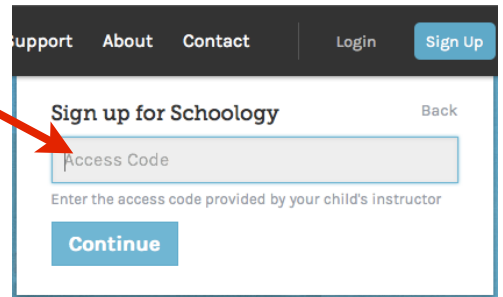 Support About Contact Login Sign Up
Sign up for Schoology Back
Access Code
Enter the access code provided by your child's instructor
Continue